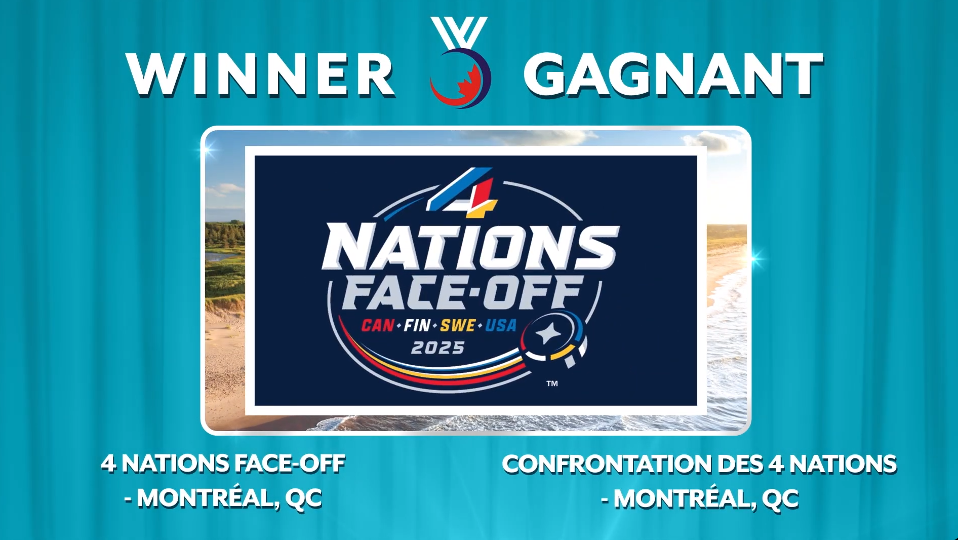 WINNER GAGNANT
4
NATIONS
FACE-OFF
CAN • FIN • SWE • USA
2025
TM
4 NATIONS FACE-OFF
- MONTRÉAL, QC
CONFRONTATION DES 4 NATIONS
- MONTRÉAL, QC